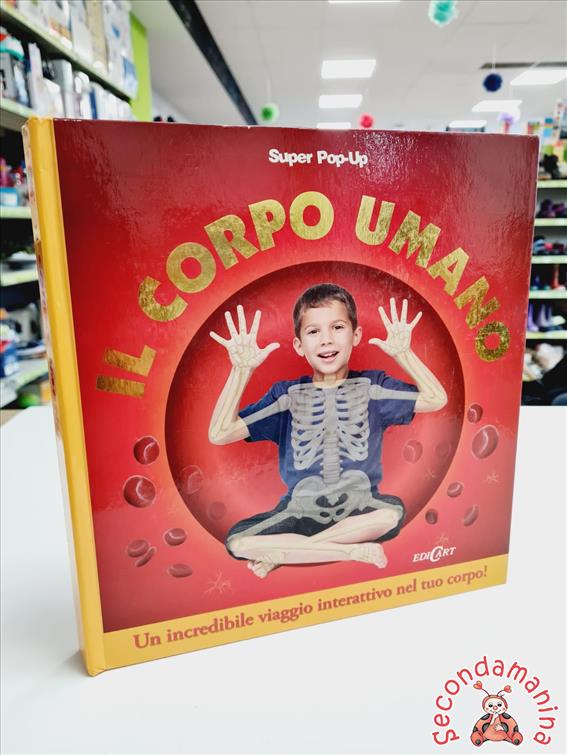 Super Pop-Up
IL CORPO UMANO
EDICART
Un incredibile viaggio interattivo nel tuo corpo!
Secondamanina